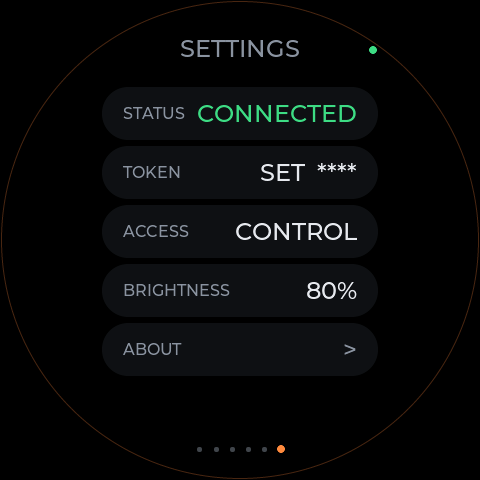 SETTINGS
STATUS CONNECTED
TOKEN SET ****
ACCESS CONTROL
BRIGHTNESS 80%
ABOUT >